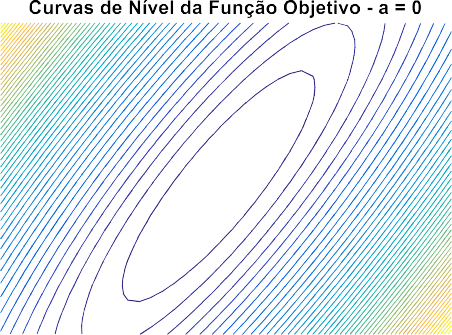 Curvas de Nível da Função Objetivo - a = 0